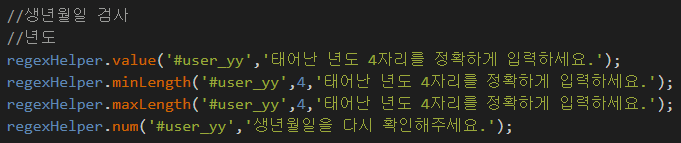 //생년월일 검사
//년도
regexHelper.value('#user_yy','태어난 년도 4자리를 정확하게 입력하세요.');
regexHelper.minLength('#user_yy',4,'태어난 년도 4자리를 정확하게 입력하세요.');
regexHelper.maxLength('#user_yy',4,'태어난 년도 4자리를 정확하게 입력하세요.');
regexHelper.num('#user_yy','생년월일을 다시 확인해주세요.');